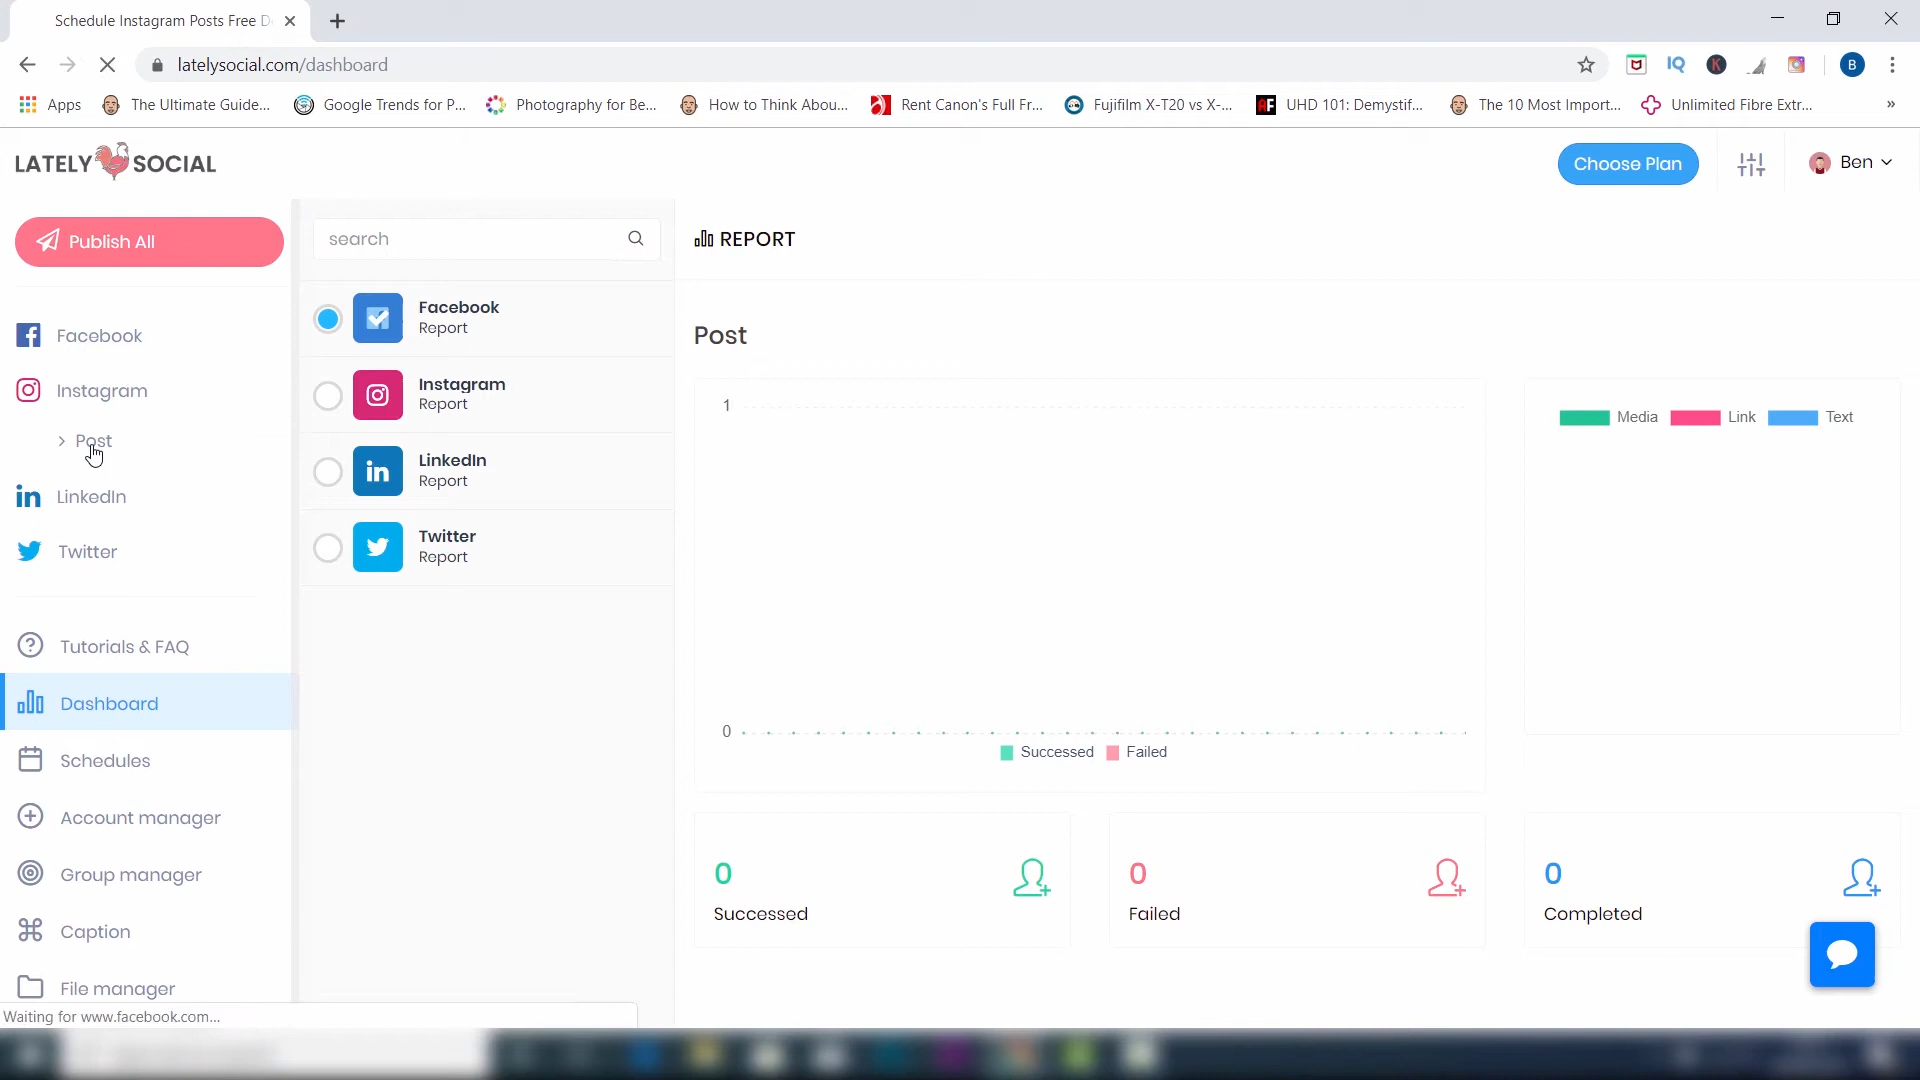 Schedule Instagram Posts Free D
latelysocial.com/dashboard
IQ
K
B
Apps
The Ultimate Guide...
Google Trends for P...
Photography for Be...
How to Think Abou...
Rent Canon's Full Fr...
Fujifilm X-T20 vs X-...
AF
UHD 101: Demystif...
The 10 Most Import...
Unlimited Fibre Extr...
»
LATELY SOCIAL
Choose Plan
Ben
Publish All
Facebook
Instagram
> Post
LinkedIn
Twitter
Tutorials & FAQ
Dashboard
Schedules
Account manager
Group manager
Caption
File manager
Waiting for www.facebook.com...
search
Facebook
Report
Instagram
Report
LinkedIn
Report
Twitter
Report
REPORT
Post
1
0
Successed Failed
Media Link Text
0
Successed
0
Failed
0
Completed